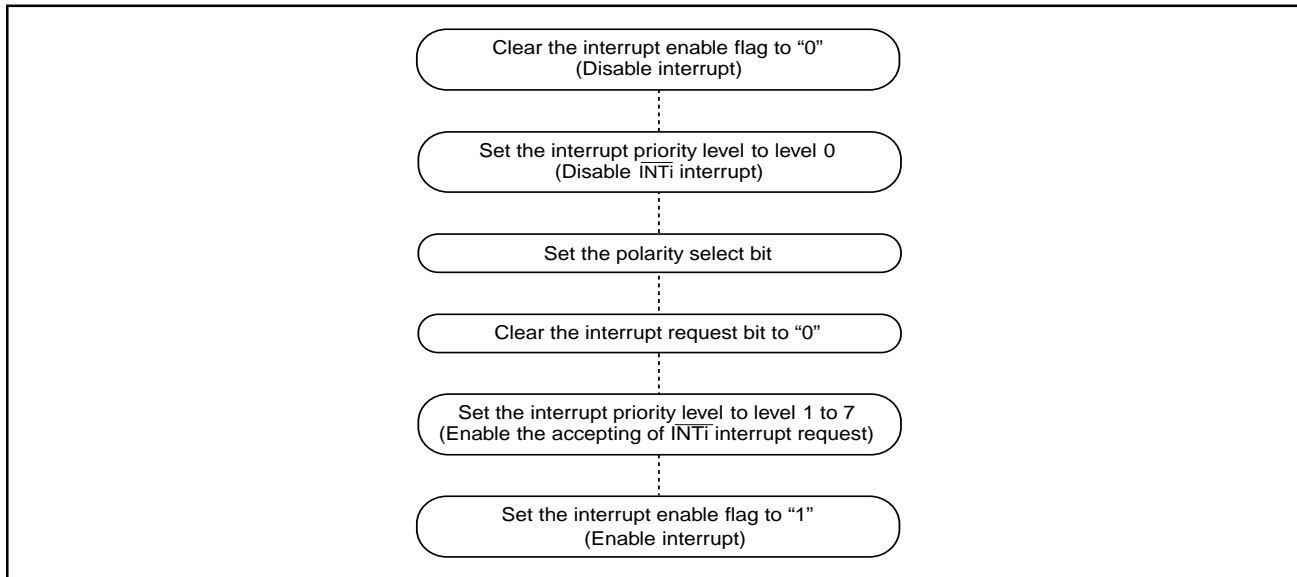 Clear the interrupt enable flag to “0”
(Disable interrupt)
Set the interrupt priority level to level 0
(Disable INTi interrupt)
Set the polarity select bit
Clear the interrupt request bit to “0”
Set the interrupt priority level to level 1 to 7
(Enable the accepting of INTi interrupt request)
Set the interrupt enable flag to “1”
(Enable interrupt)